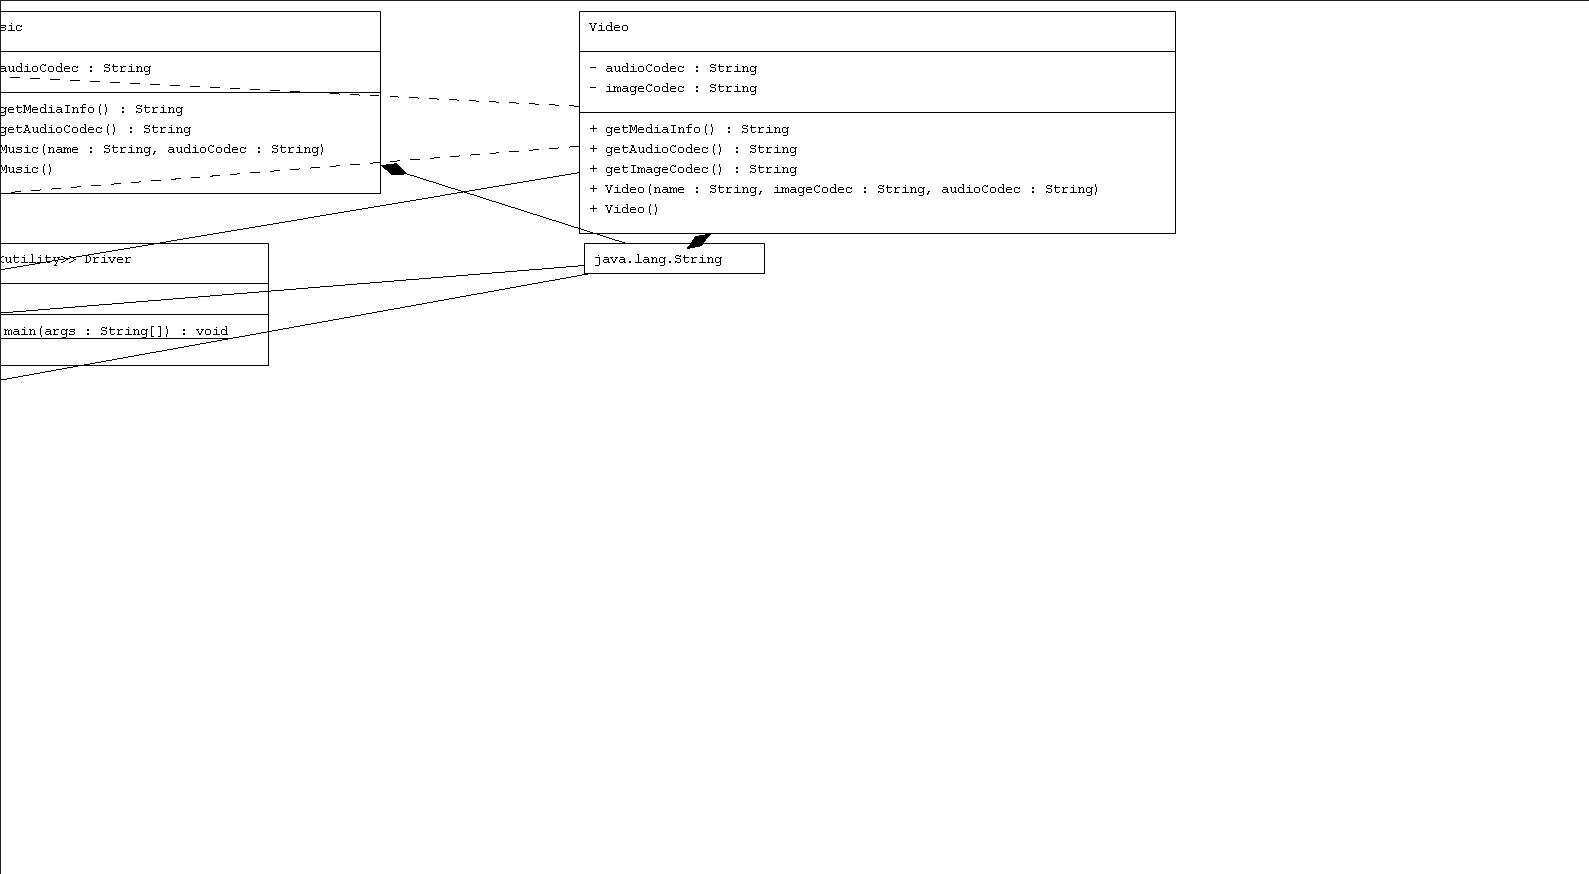 sic
audioCodec : String
getMediaInfo() : String
getAudioCodec() : String
Music(name : String, audioCodec : String)
Music()
Video
- audioCodec : String
- imageCodec : String
+ getMediaInfo() : String
+ getAudioCodec() : String
+ getImageCodec() : String
+ Video(name : String, imageCodec : String, audioCodec : String)
+ Video()
<utility>> Driver
main(args : String[]) : void
java.lang.String